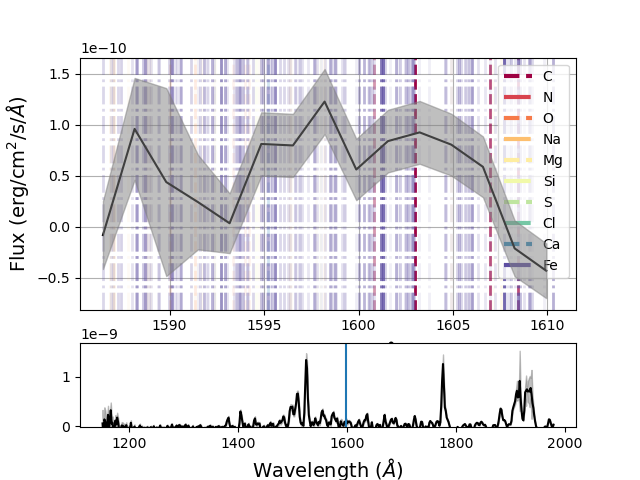 1e−10
Flux (erg/cm²/s/Å)
1.5
1.0
0.5
0.0
−0.5
C
N
O
Na
Mg
Si
S
Cl
Ca
Fe
1590
1595
1600
1605
1610
1e−9
1
0
1200
1400
1600
1800
2000
Wavelength (Å)